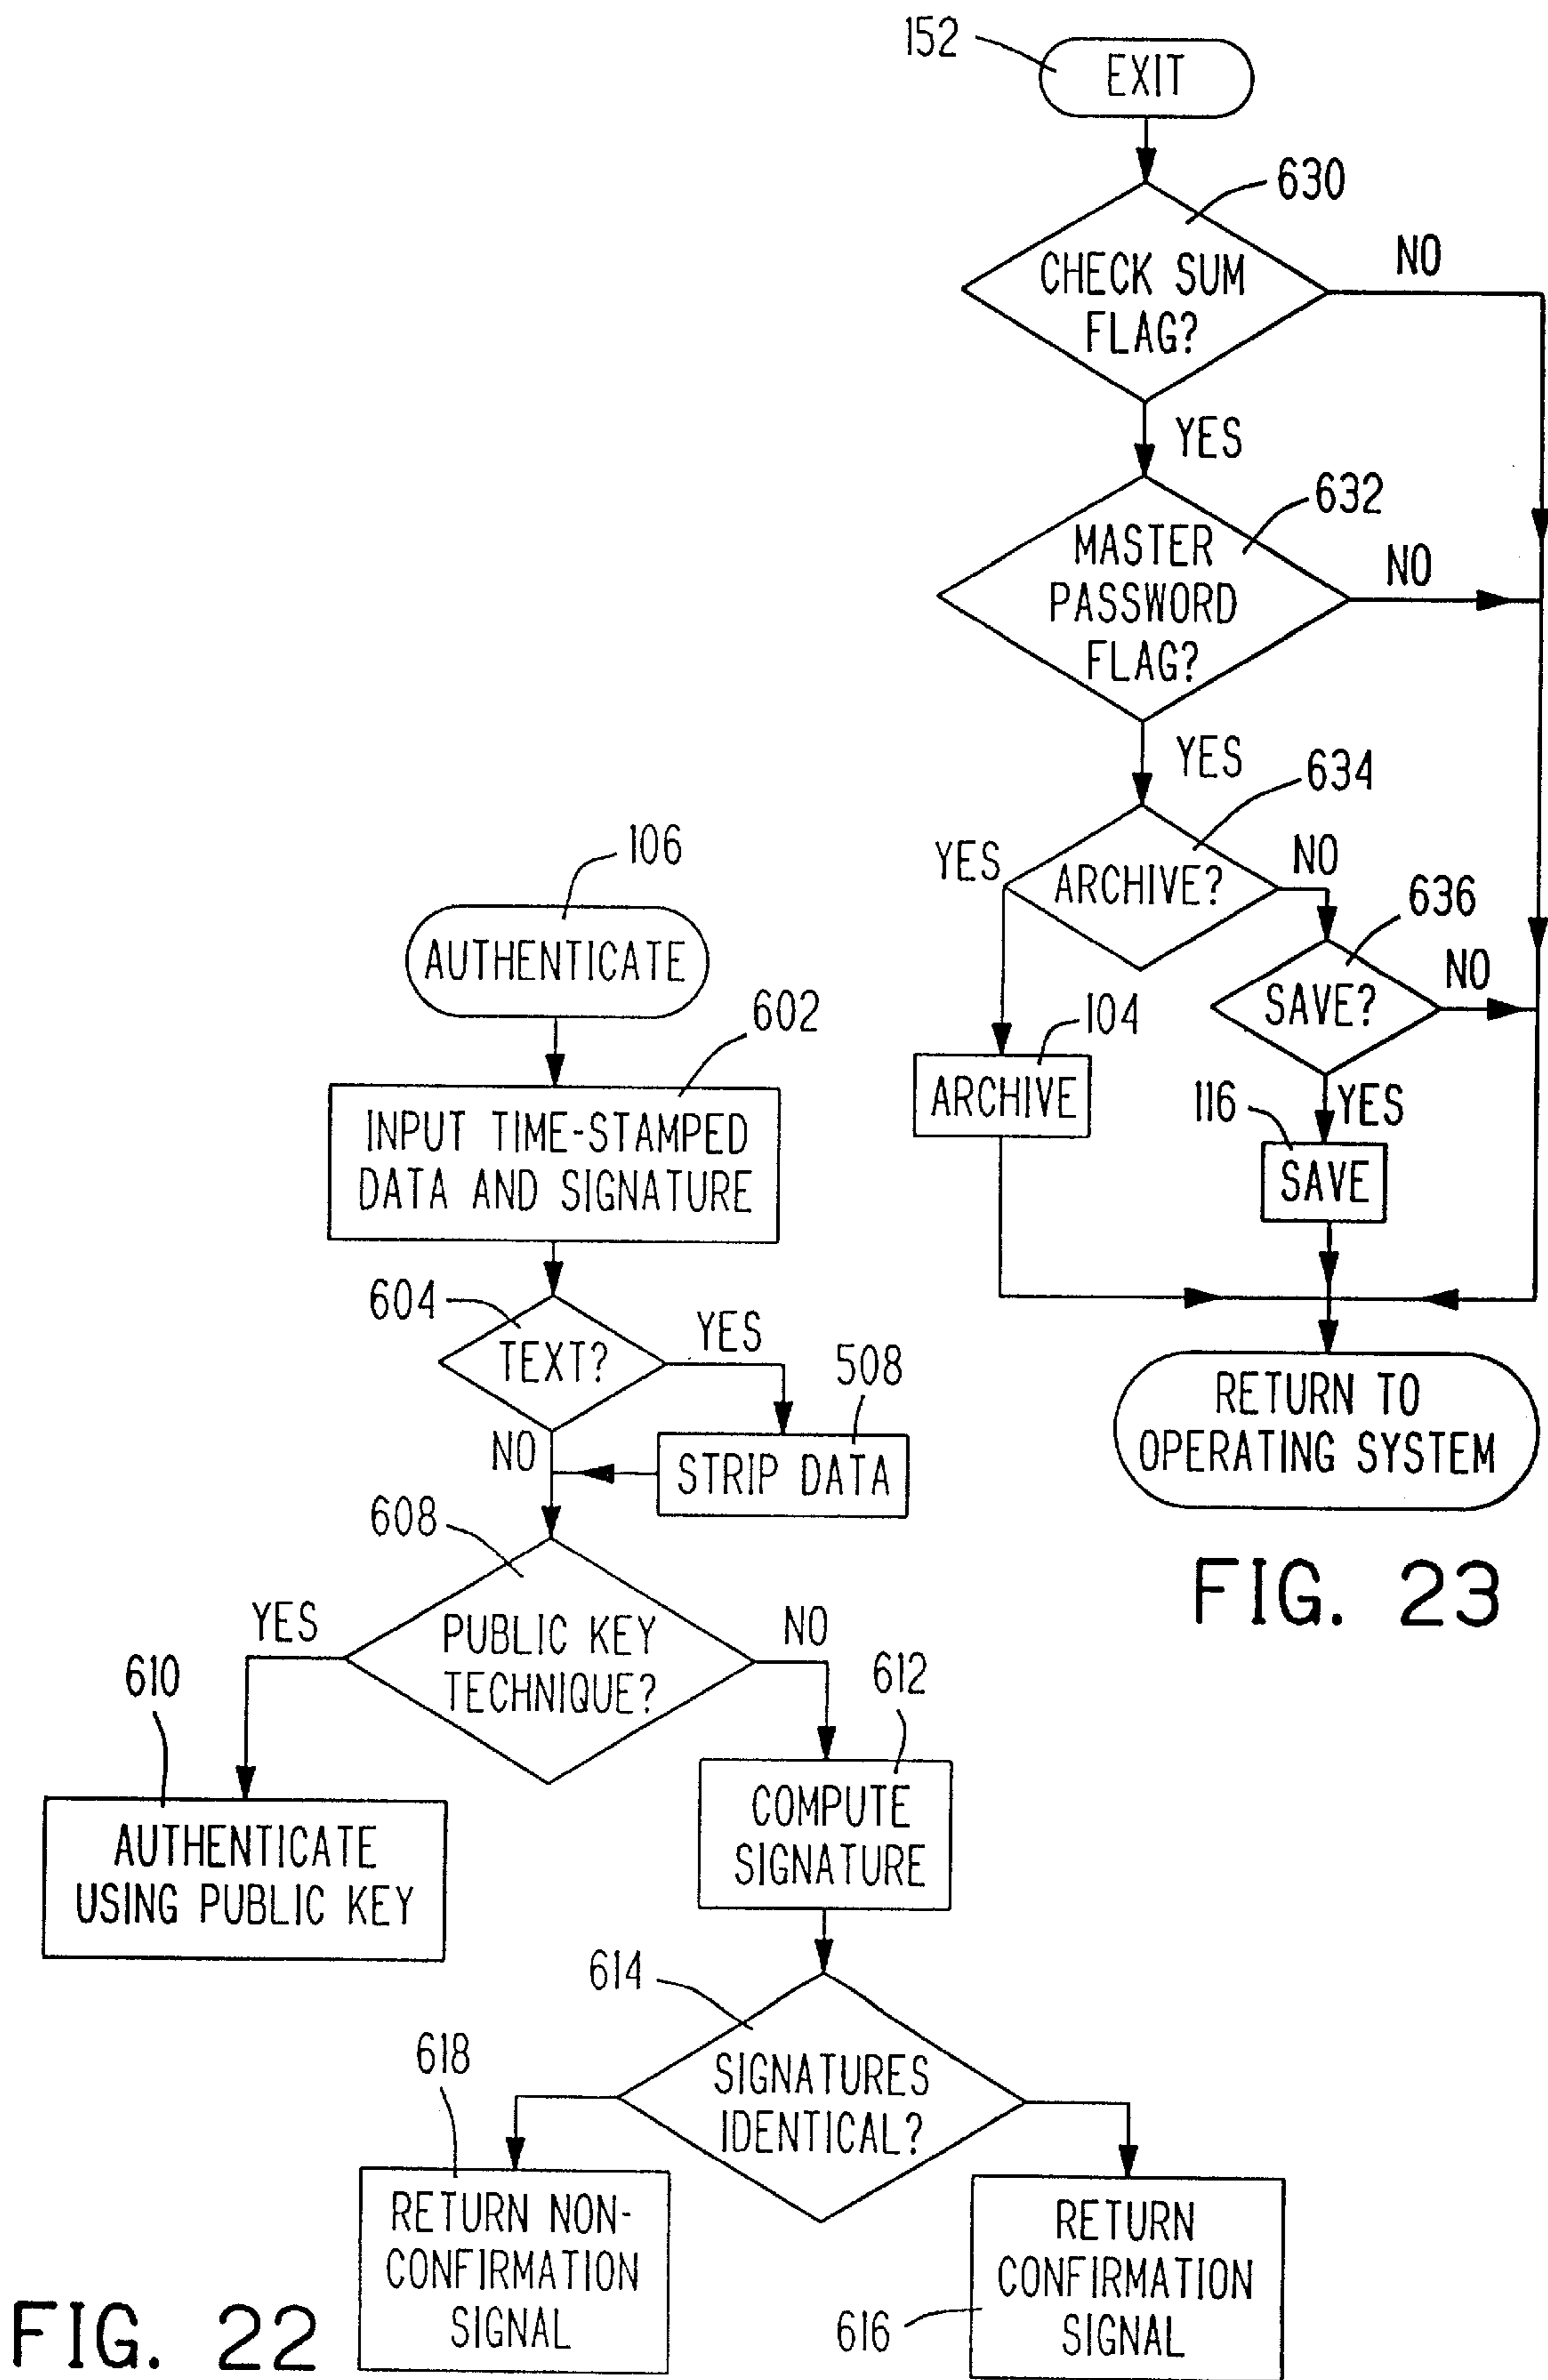 152
EXIT
630
CHECK SUM
FLAG?
NO
YES
632
MASTER
PASSWORD
FLAG?
NO
YES
634
YES
ARCHIVE?
NO
636
SAVE?
NO
104
ARCHIVE
116
YES
SAVE
RETURN TO
OPERATING SYSTEM
FIG. 23
106
AUTHENTICATE
602
INPUT TIME-STAMPED
DATA AND SIGNATURE
604
TEXT?
YES
508
NO
STRIP DATA
608
YES
PUBLIC KEY
TECHNIQUE?
NO
610
612
AUTHENTICATE
USING PUBLIC KEY
COMPUTE
SIGNATURE
614
SIGNATURES
IDENTICAL?
618
RETURN NON-
CONFIRMATION
SIGNAL
RETURN
CONFIRMATION
SIGNAL
616
FIG. 22